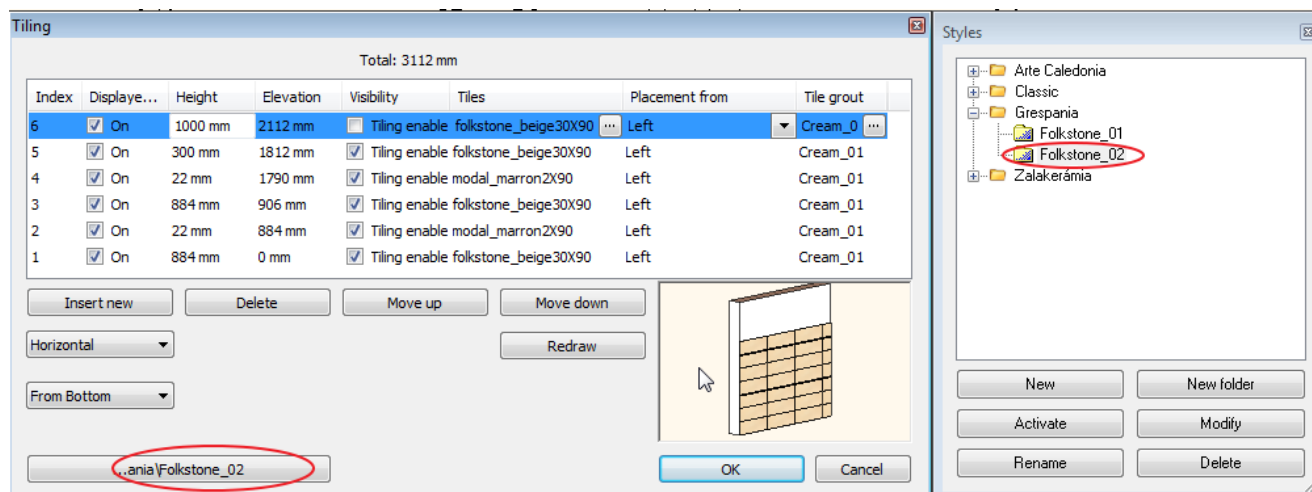 Tiling
Total: 3112 mm
Index Displaye... Height Elevation Visibility Tiles Placement from Tile grout
6 On 1000 mm 2112 mm Tiling enable folkstone_beige30X90 ... Left Cream_0 ...
5 On 300 mm 1812 mm Tiling enable folkstone_beige30X90 Left Cream_01
4 On 22 mm 1790 mm Tiling enable modal_marron2X90 Left Cream_01
3 On 884 mm 906 mm Tiling enable folkstone_beige30X90 Left Cream_01
2 On 22 mm 884 mm Tiling enable modal_marron2X90 Left Cream_01
1 On 884 mm 0 mm Tiling enable folkstone_beige30X90 Left Cream_01
Insert new Delete Move up Move down
Horizontal Redraw
From Bottom
...ania\Folkstone_02 OK Cancel
Styles
Arte Caledonia
Classic
Grespania
Folkstone_01
Folkstone_02
Zalakerámia
New New folder
Activate Modify
Rename Delete